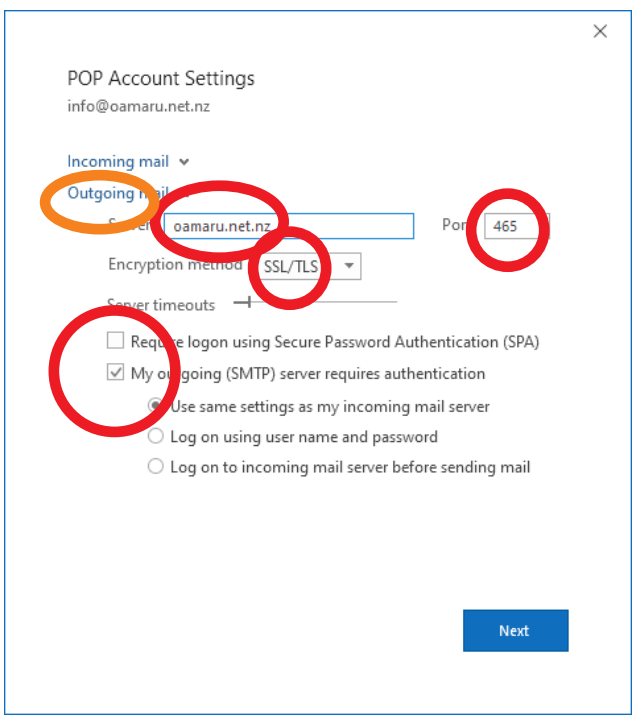 POP Account Settings
info@oamaru.net.nz
Incoming mail
Outgoing mail
Server oamaru.net.nz Port 465
Encryption method SSL/TLS
Server timeouts
Require logon using Secure Password Authentication (SPA)
My outgoing (SMTP) server requires authentication
Use same settings as my incoming mail server
Log on using user name and password
Log on to incoming mail server before sending mail
Next